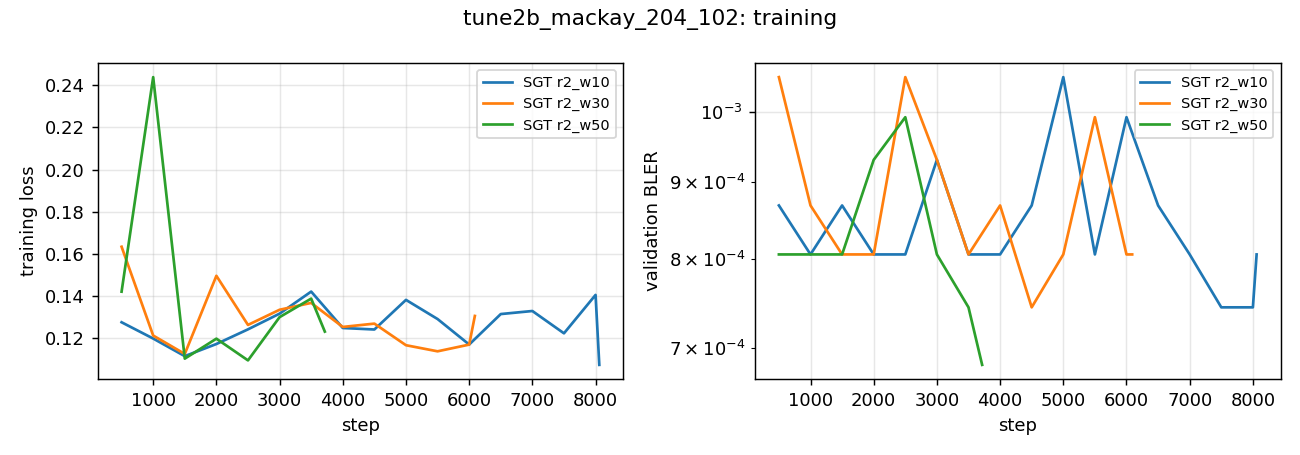 tune2b_mackay_204_102: training
0.24
0.22
0.20
0.18
0.16
0.14
0.12
training loss
1000 2000 3000 4000 5000 6000 7000 8000
step
SGT r2_w10
SGT r2_w30
SGT r2_w50
10⁻³
9 × 10⁻⁴
8 × 10⁻⁴
7 × 10⁻⁴
validation BLER
1000 2000 3000 4000 5000 6000 7000 8000
step
SGT r2_w10
SGT r2_w30
SGT r2_w50